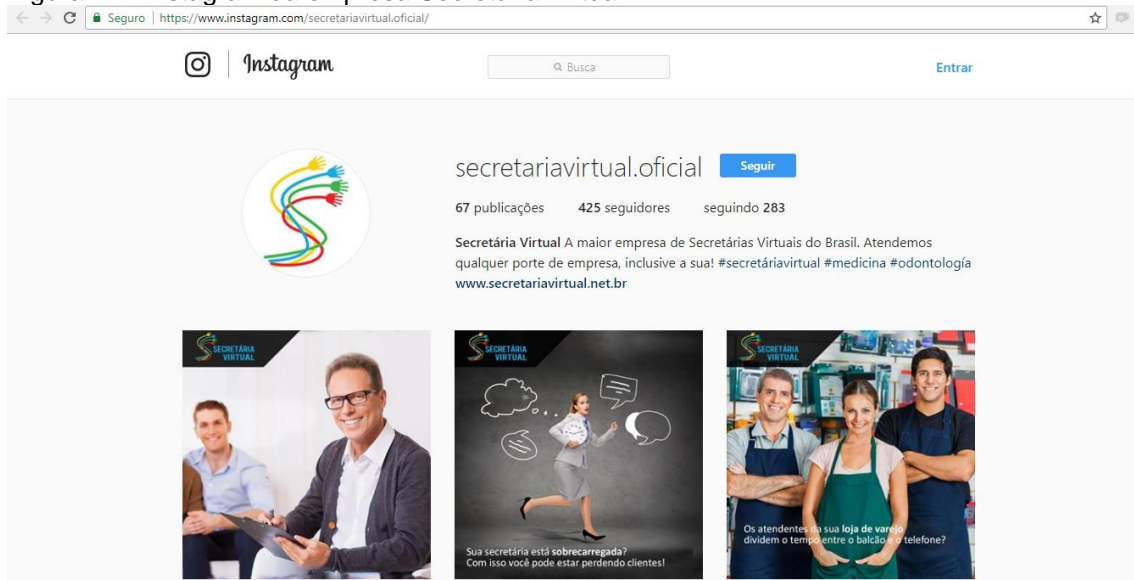 Seguro | https://www.instagram.com/secretariavirtual.oficial/
Instagram
Busca
Entrar
secretariavirtual.oficial Seguir
67 publicações 425 seguidores seguindo 283
Secretária Virtual A maior empresa de Secretárias Virtuais do Brasil. Atendemos
qualquer porte de empresa, inclusive a sua! #secretáriavirtual #medicina #odontología
www.secretariavirtual.net.br
SECRETÁRIA
VIRTUAL
SECRETÁRIA
VIRTUAL
Sua secretária está sobrecarregada?
Com isso você pode estar perdendo clientes!
SECRETÁRIA
VIRTUAL
Os atendentes da sua loja de varejo
dividem o tempo entre o balcão e o telefone?